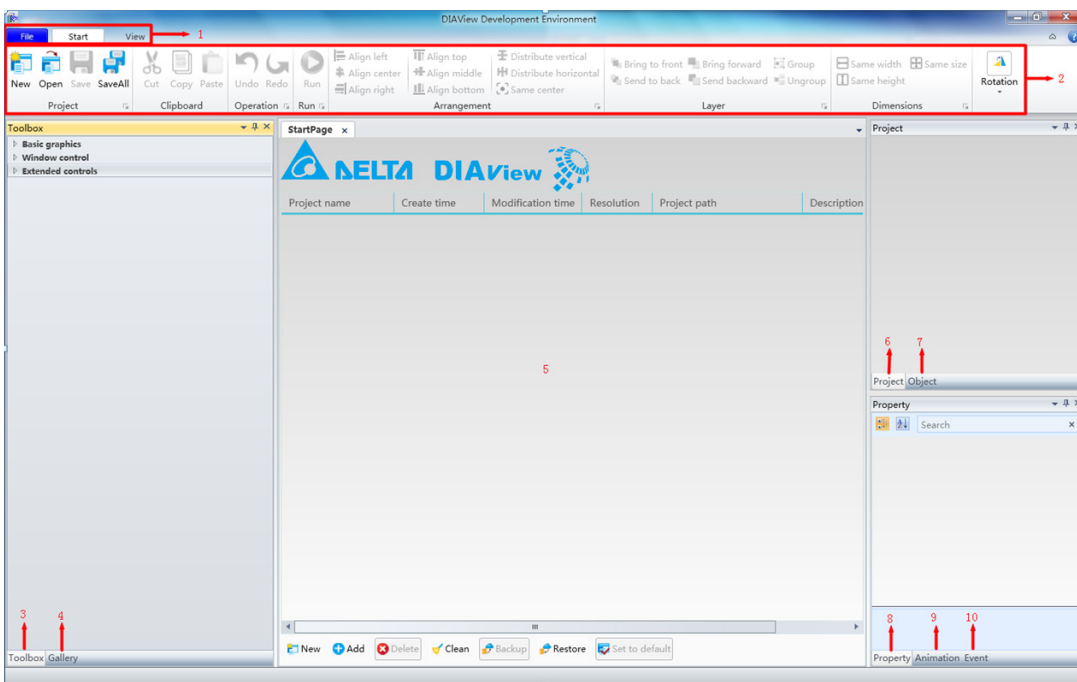 DIAView Development Environment
File Start View 1
New Open Save SaveAll Cut Copy Paste Undo Redo Run
Align left Align top Distribute vertical
Align center Align middle Distribute horizontal
Align right Align bottom Same center
Bring to front Bring forward Group
Send to back Send backward Ungroup
Same width Same size
Same height
Rotation
2
Project Clipboard Operation Run Arrangement Layer Dimensions
Toolbox
Basic graphics
Window control
Extended controls
3 4
Toolbox Gallery
StartPage x
DELTA DIAView
Project name Create time Modification time Resolution Project path Description
5
New Add Delete Clean Backup Restore Set to default
Project
6 7
Project Object
Property
Search
8 9 10
Property Animation Event